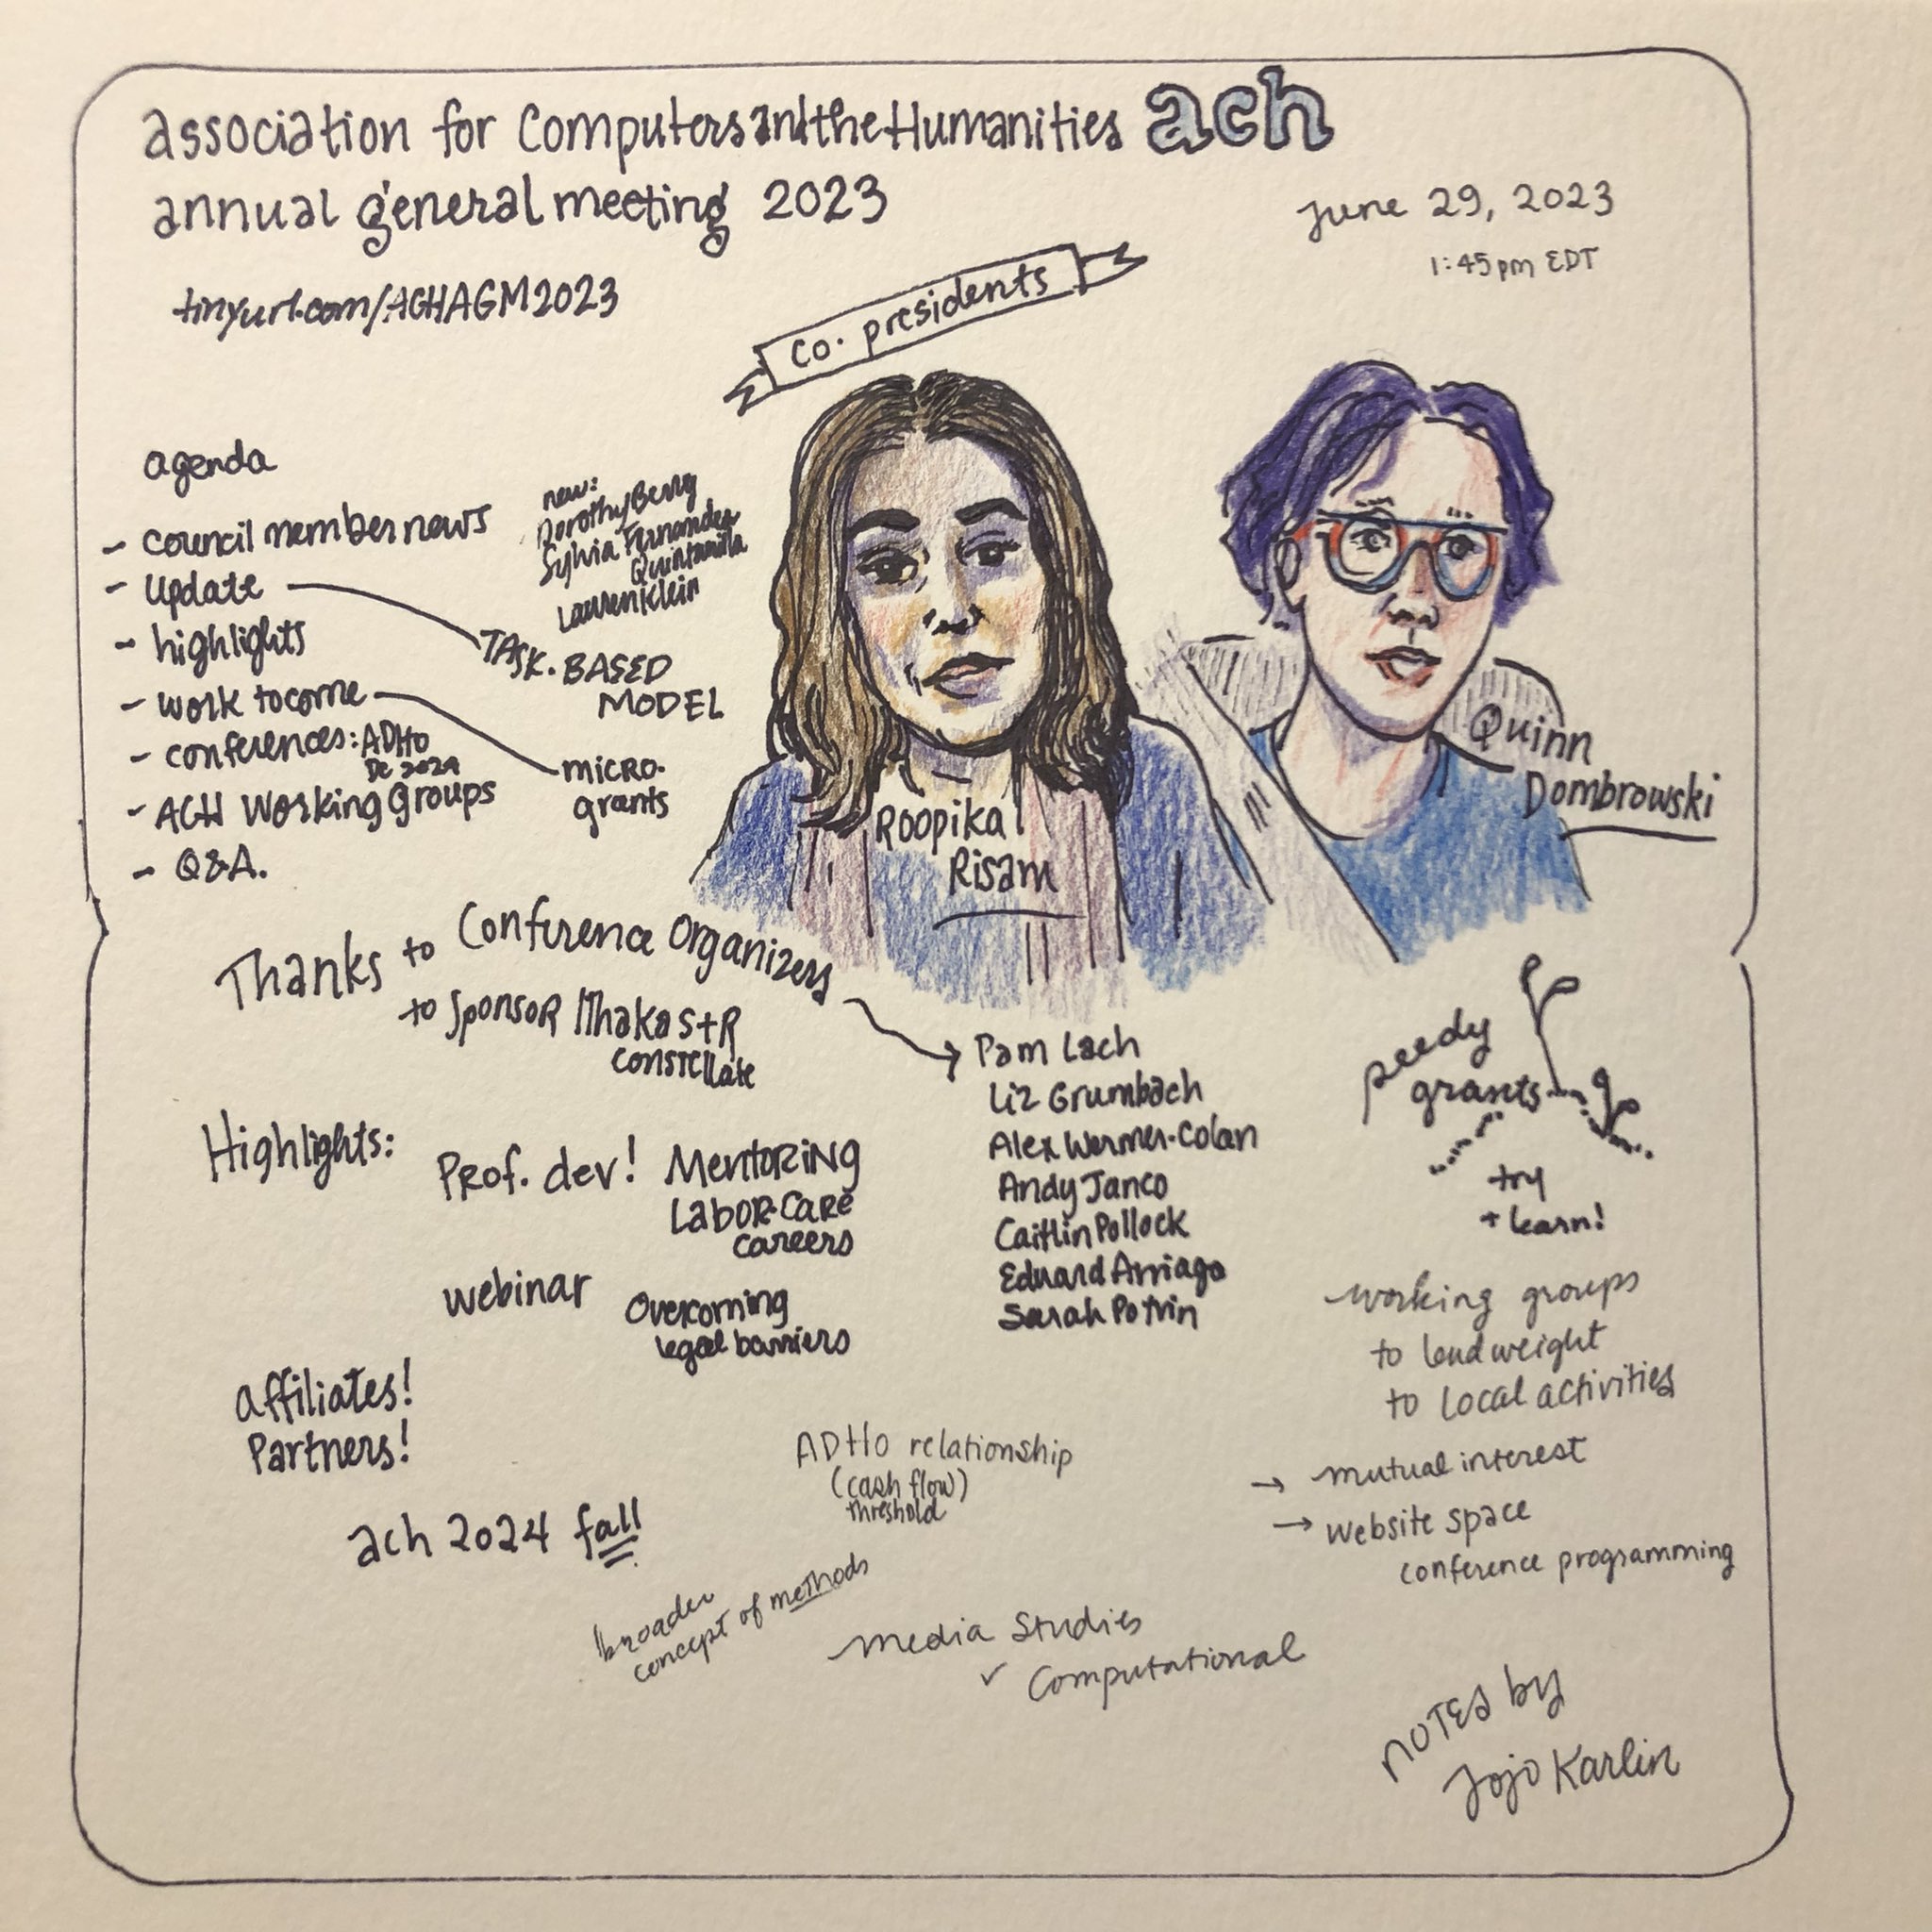 association for Computers and the Humanities ach
annual general meeting 2023
June 29, 2023
1:45pm EDT
tinyurl.com/ACHAGM2023
co-presidents
agenda
- council member news
new:
Dorothy Berry
Sylvia Fernandez
Quintanilla
Lauren Klein
- update
TASK-BASED
MODEL
- highlights
- work to come
micro-
grants
- conferences: ADHO
DC 2024
- ACH Working Groups
- Q&A.
Roopika
Risam
Quinn
Dombrowski
Thanks to Conference Organizers
to Sponsor Ithaka S+R
Constellate
Pam Lach
Liz Grumbach
Alex Wermer-Colan
Andy Janco
Caitlin Pollock
Eduard Arriaga
Sarah Potvin
seedy
grants
try
+ learn!
Highlights:
Prof. dev! Mentoring
Labor-Care
careers
webinar
Overcoming
legal barriers
working groups
to lend weight
to local activities
→ mutual interest
→ website space
conference programming
affiliates!
Partners!
ADHO relationship
(cash flow)
threshold
ach 2024 fall
broader
concept of methods
media studies
✓ Computational
notes by
Jojo Karlin